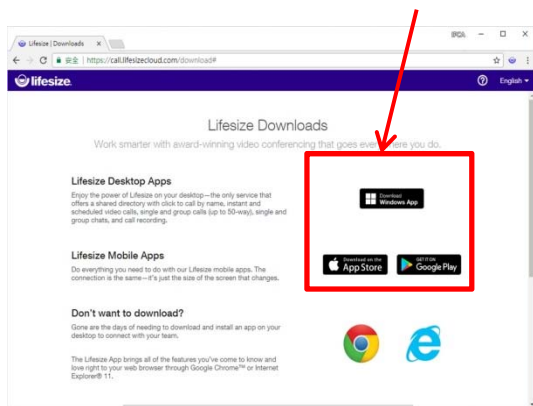 Lifesize | Downloads
安全 | https://call.lifesizecloud.com/download#
lifesize.
English
Lifesize Downloads
Work smarter with award-winning video conferencing that goes everywhere you do.
Lifesize Desktop Apps
Enjoy the power of Lifesize on your desktop—the only service that
offers a shared directory with click to call by name, instant and
scheduled video calls, single and group calls (up to 50-way), single and
group chats, and call recording.
Download
Windows App
Lifesize Mobile Apps
Do everything you need to do with our Lifesize mobile apps. The
connection is the same—it's just the size of the screen that changes.
Download on the
App Store
GET IT ON
Google Play
Don't want to download?
Gone are the days of needing to download and install an app on your
desktop to connect with your team.
The Lifesize App brings all of the features you've come to know and
love right to your web browser through Google Chrome™ or Internet
Explorer® 11.